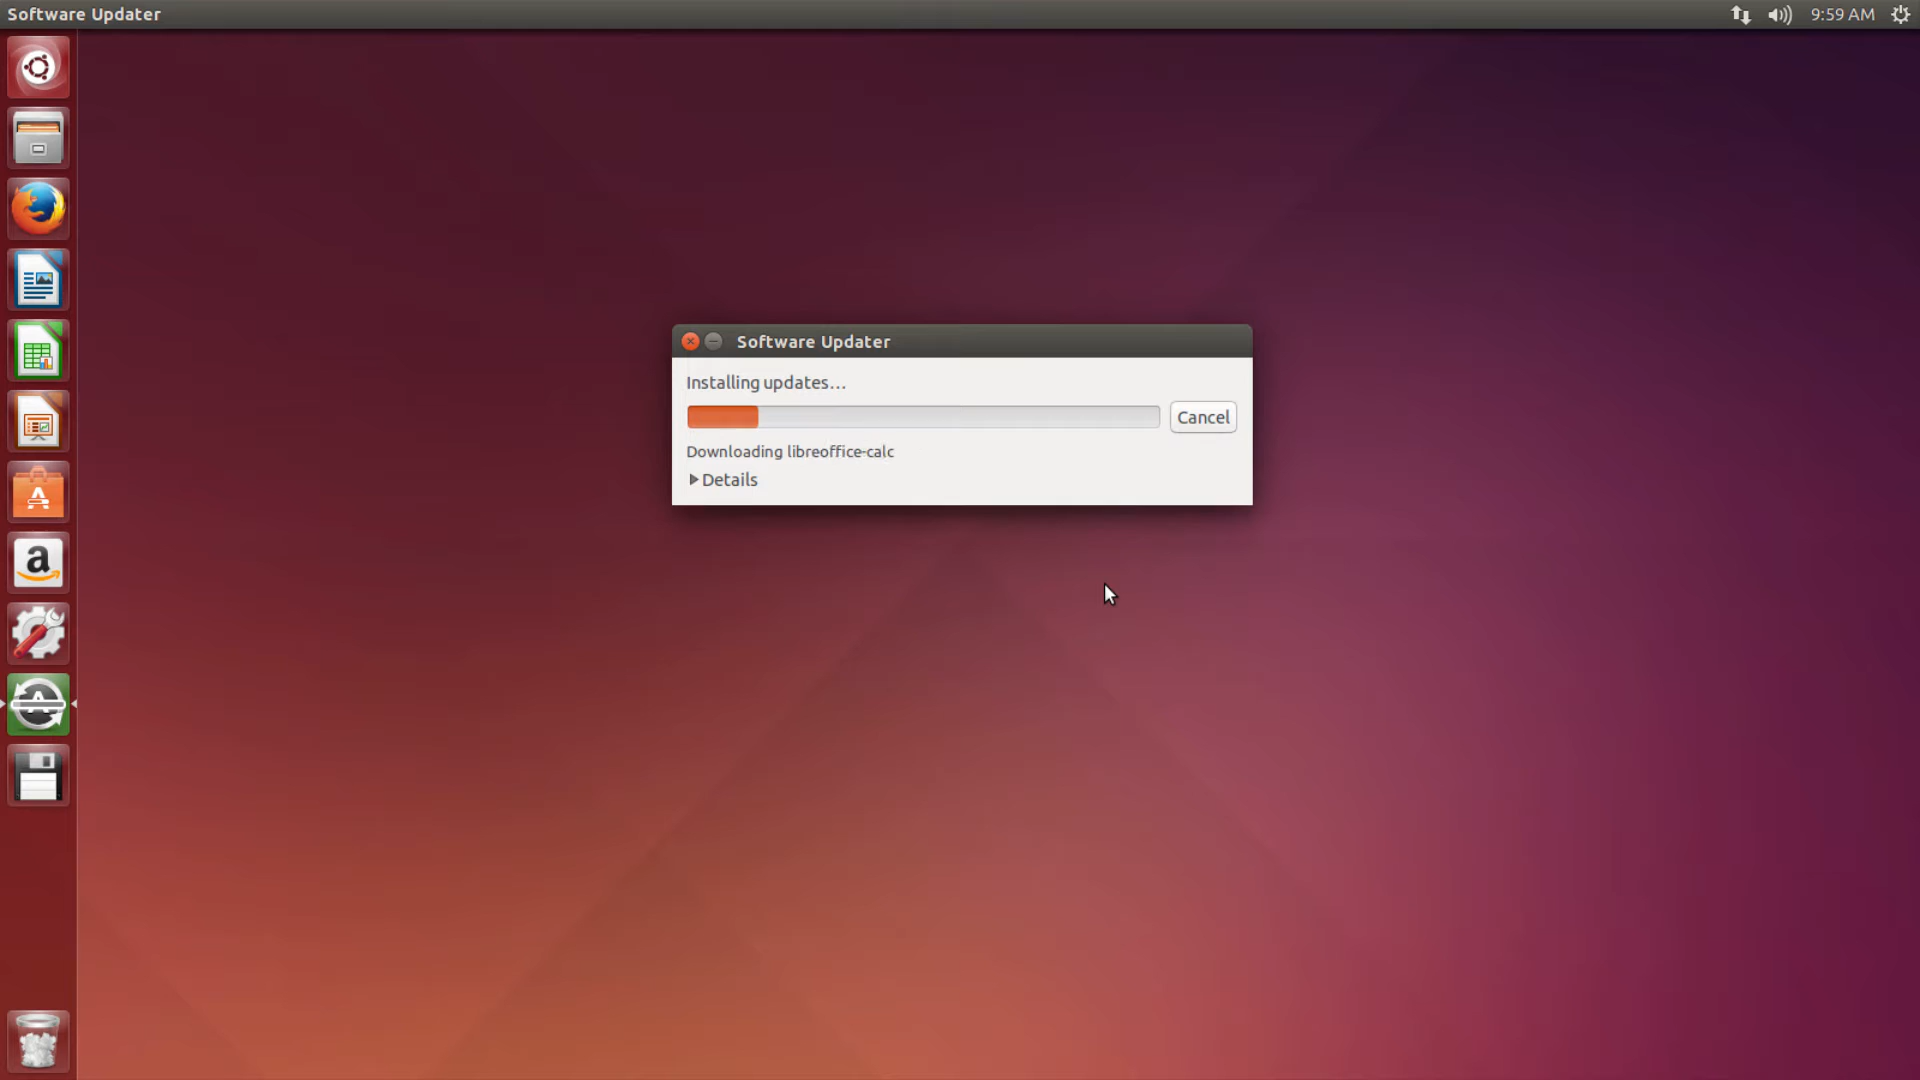 Software Updater
9:59 AM
Software Updater
Installing updates...
Cancel
Downloading libreoffice-calc
Details